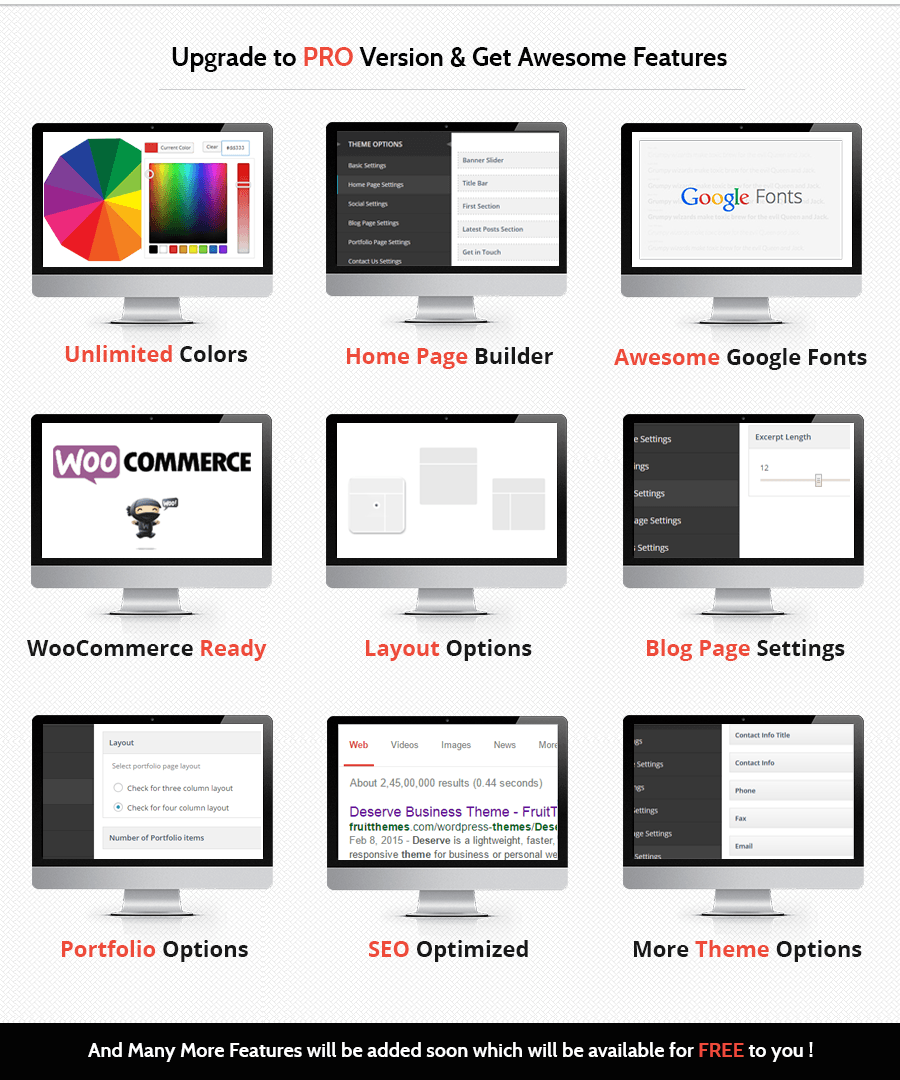 Upgrade to PRO Version & Get Awesome Features
Current Color
Clear
#dd3333
Unlimited Colors
THEME OPTIONS
Basic Settings
Home Page Settings
Social Settings
Blog Page Settings
Portfolio Page Settings
Contact Us Settings
Banner Slider
Title Bar
First Section
Latest Posts Section
Get in Touch
Home Page Builder
Google Fonts
Awesome Google Fonts
WOO COMMERCE
WOO!
WooCommerce Ready
Layout Options
e Settings
ings
Settings
age Settings
s Settings
Excerpt Length
12
Blog Page Settings
Layout
Select portfolio page layout
Check for three column layout
Check for four column layout
Number of Portfolio items
Portfolio Options
Web Videos Images News More
About 2,45,00,000 results (0.44 seconds)
Deserve Business Theme - FruitT
fruitthemes.com/wordpress-themes/Dese
Feb 8, 2015 - Deserve is a lightweight, faster,
responsive theme for business or personal we
SEO Optimized
ngs
e Settings
ngs
Settings
ge Settings
Settings
Contact Info Title
Contact Info
Phone
Fax
Email
More Theme Options
And Many More Features will be added soon which will be available for FREE to you !